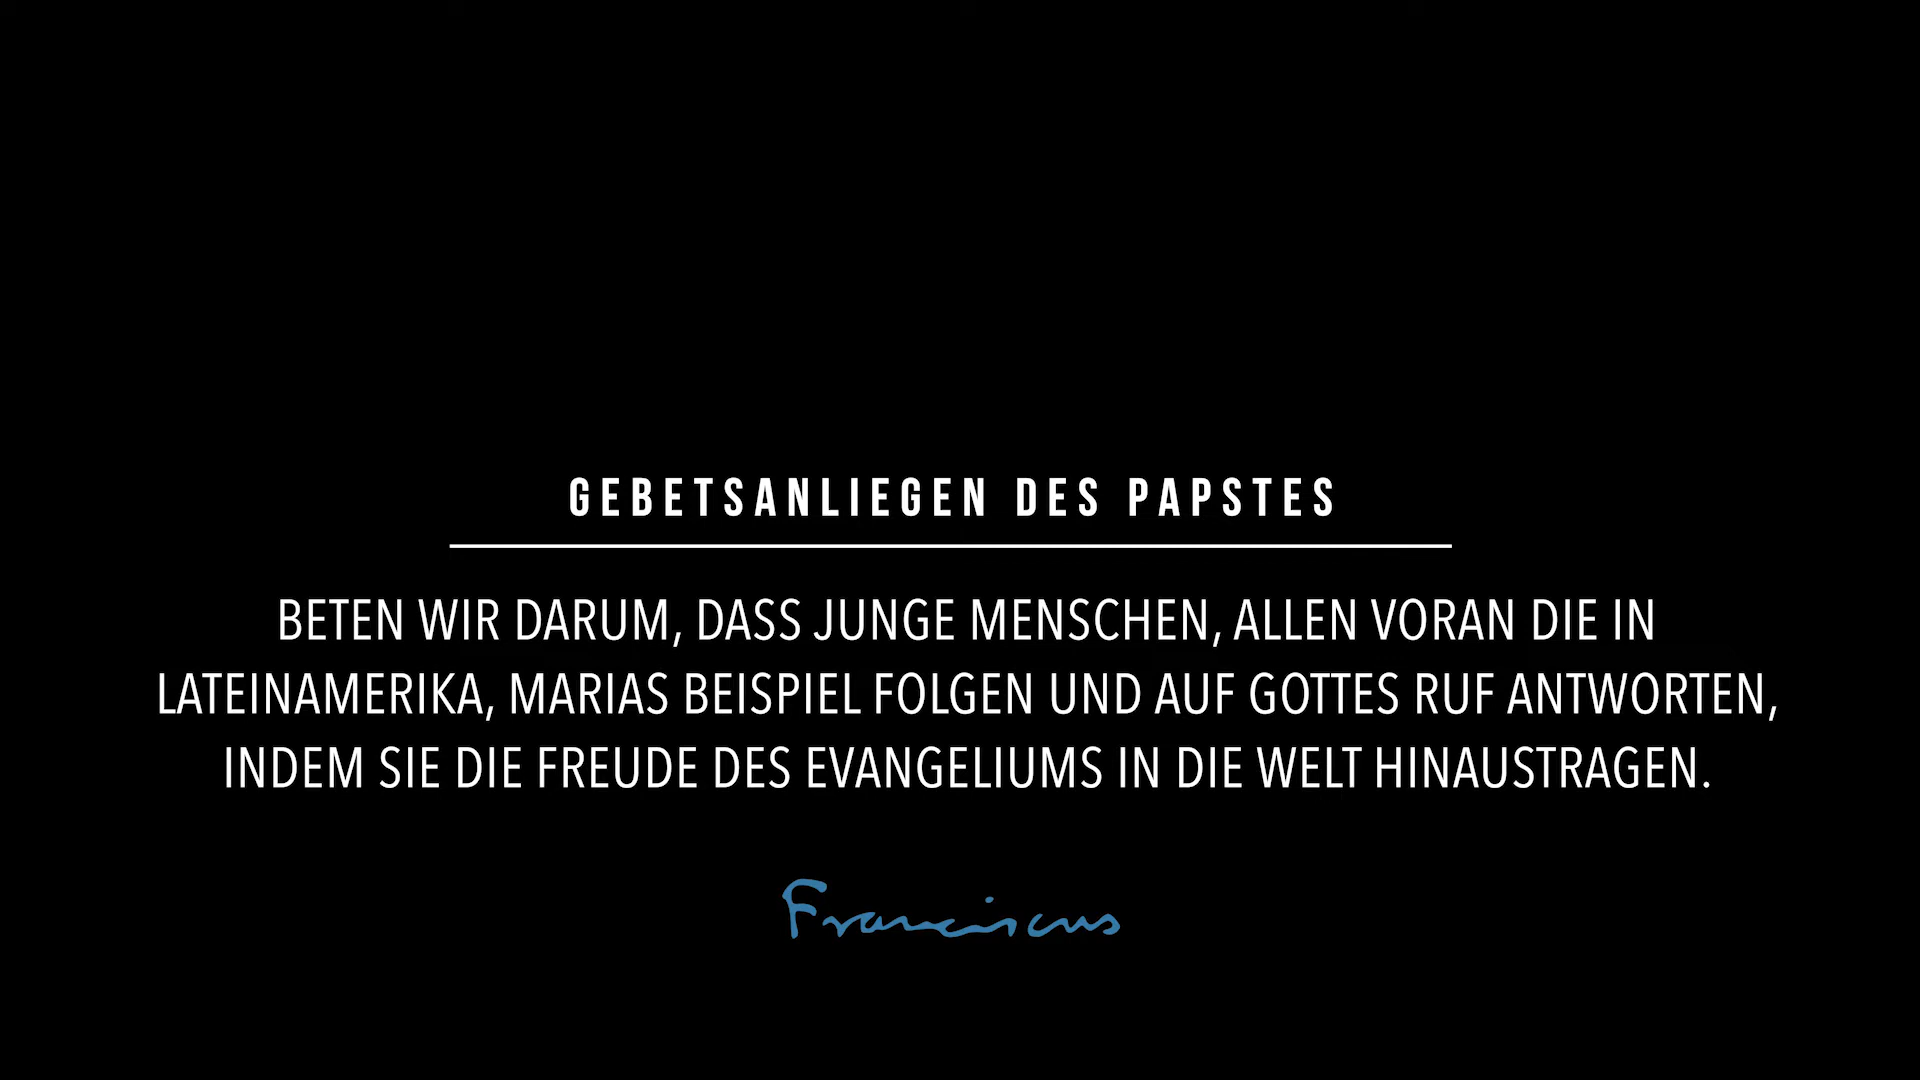 GEBETSANLIEGEN DES PAPSTES
BETEN WIR DARUM, DASS JUNGE MENSCHEN, ALLEN VORAN DIE IN
LATEINAMERIKA, MARIAS BEISPIEL FOLGEN UND AUF GOTTES RUF ANTWORTEN,
INDEM SIE DIE FREUDE DES EVANGELIUMS IN DIE WELT HINAUSTRAGEN.
Franciscus